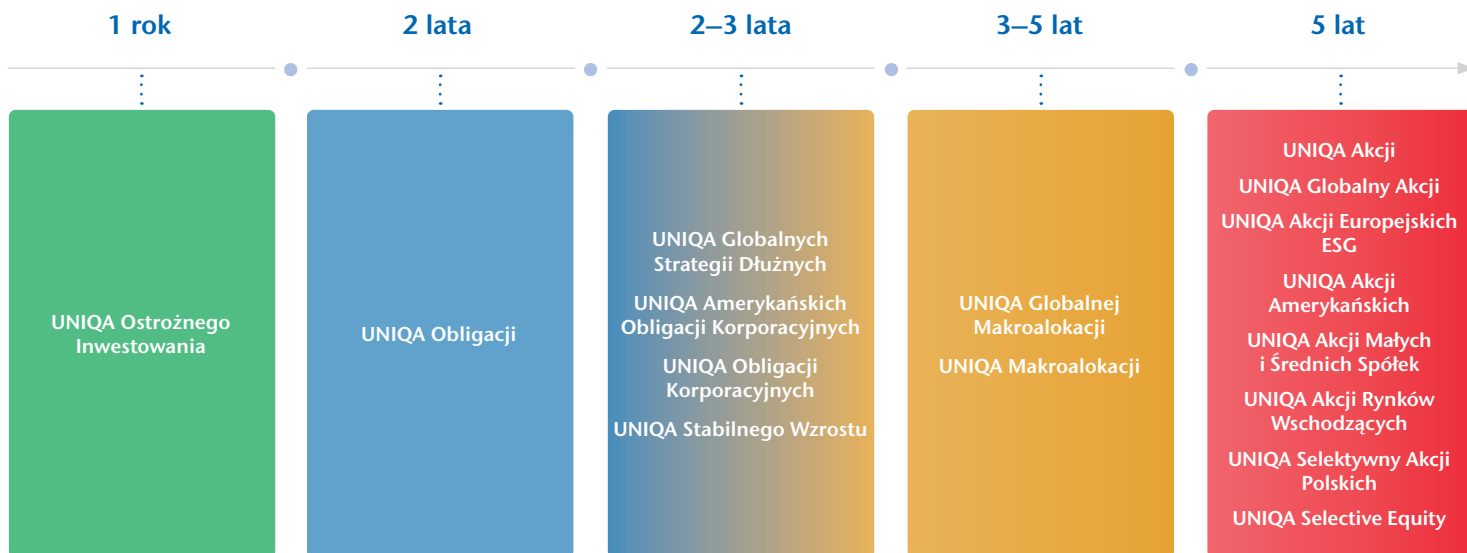 1 rok
2 lata
2–3 lata
3–5 lat
5 lat
UNIQA Ostrożnego
Inwestowania
UNIQA Obligacji
UNIQA Globalnych
Strategii Dłużnych
UNIQA Amerykańskich
Obligacji Korporacyjnych
UNIQA Obligacji
Korporacyjnych
UNIQA Stabilnego Wzrostu
UNIQA Globalnej
Makroalokacji
UNIQA Makroalokacji
UNIQA Akcji
UNIQA Globalny Akcji
UNIQA Akcji Europejskich
ESG
UNIQA Akcji
Amerykańskich
UNIQA Akcji Małych
i Średnich Spółek
UNIQA Akcji Rynków
Wschodzących
UNIQA Selektywny Akcji
Polskich
UNIQA Selective Equity